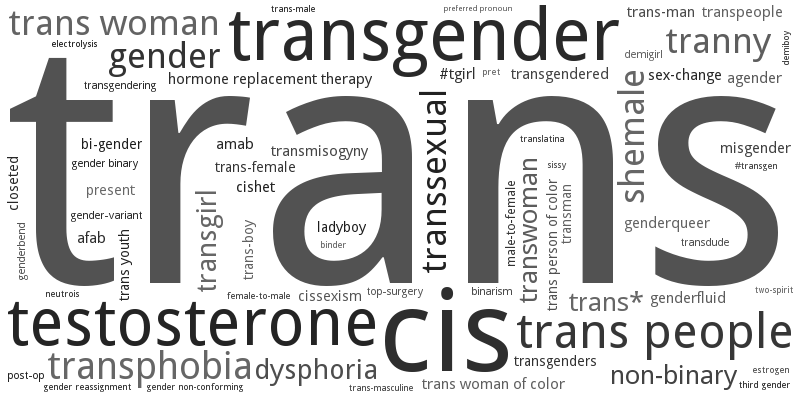 trans-male
preferred pronoun
trans woman
transgender
trans-man
transpeople
electrolysis
gender
demigirl
tranny
demiboy
transgendering
hormone replacement therapy
#tgirl
pret
transgendered
sex-change
agender
trans
bi-gender
amab
transmisogyny
transsexual
translatina
shemale
misgender
closeted
gender binary
trans-female
sissy
#transgen
present
cishet
transgirl
male-to-female
transwoman
trans person of color
transman
gender-variant
trans-boy
ladyboy
genderqueer
genderbend
afab
trans youth
binder
transdude
neutrois
female-to-male
cissexism
top-surgery
binarism
trans*
genderfluid
two-spirit
testosterone
cis
trans people
transphobia
dysphoria
transgenders
post-op
non-binary
estrogen
gender reassignment
gender non-conforming
trans-masculine
trans woman of color
third gender